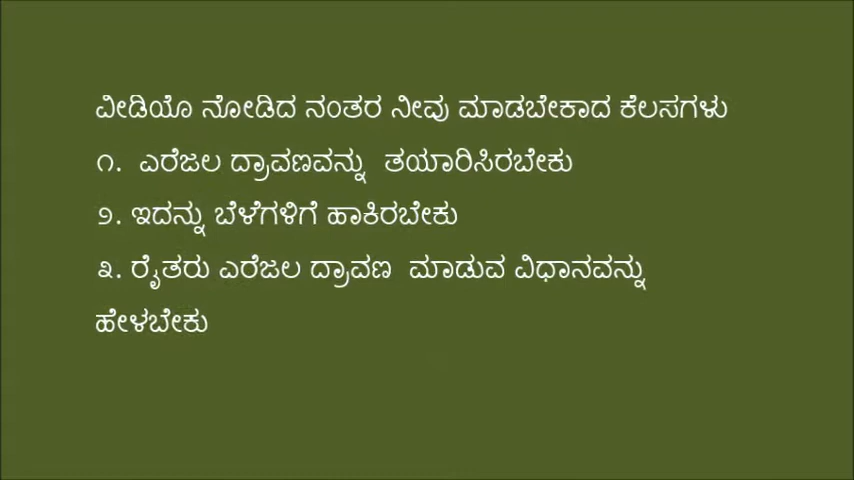 ವೀಡಿಯೊ ನೋಡಿದ ನಂತರ ನೀವು ಮಾಡಬೇಕಾದ ಕೆಲಸಗಳು
೧. ಎರೆಜಲ ದ್ರಾವಣವನ್ನು ತಯಾರಿಸಿರಬೇಕು
೨. ಇದನ್ನು ಬೆಳೆಗಳಿಗೆ ಹಾಕಿರಬೇಕು
೩. ರೈತರು ಎರೆಜಲ ದ್ರಾವಣ ಮಾಡುವ ವಿಧಾನವನ್ನು
ಹೇಳಬೇಕು